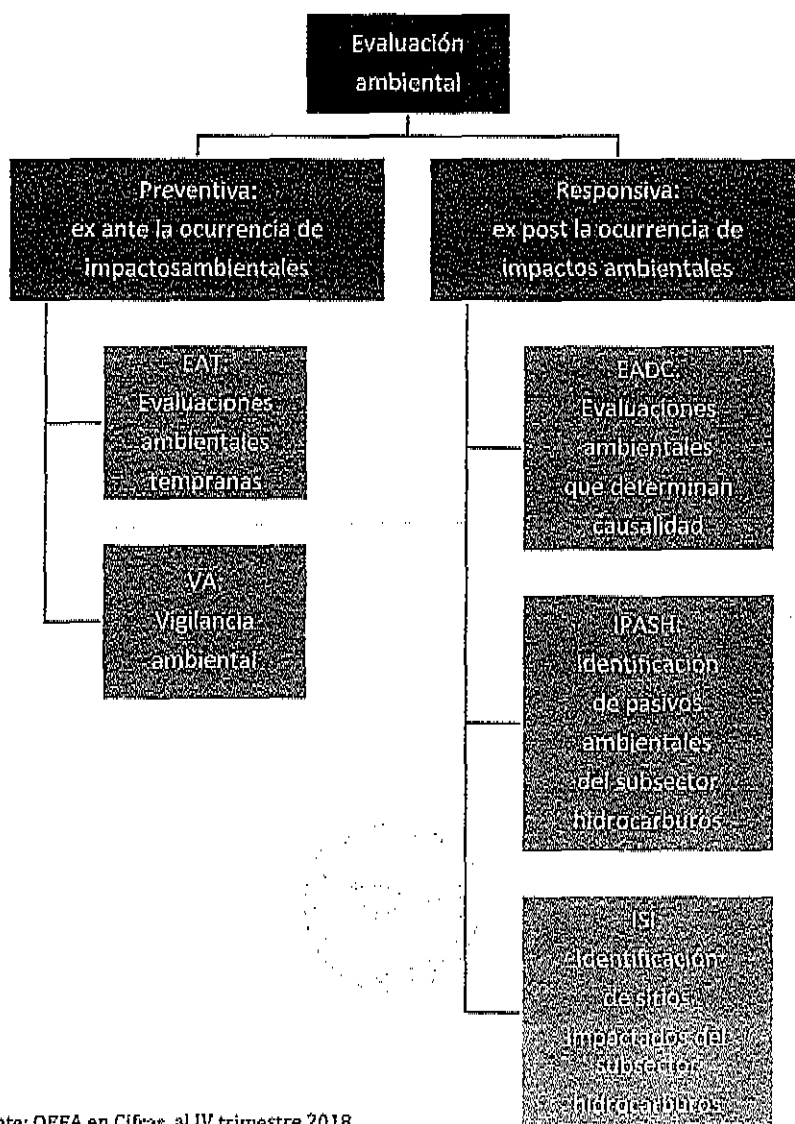 Evaluación
ambiental
Preventiva:
ex ante la ocurrencia de
impactosambientales
Responsiva:
ex post la ocurrencia de
impactos ambientales
EAT:
Evaluaciones
ambientales
tempranas
VA:
Vigilancia
ambiental
EADC:
Evaluaciones
ambientales
que determinan
causalidad
IPASH:
Identificación
de pasivos
ambientales
del subsector
hidrocarburos
ISI:
Identificación
de sitios
impactados del
subsector
hidrocarburos
nte: OEFA en Cifras, al IV trimestre 2018